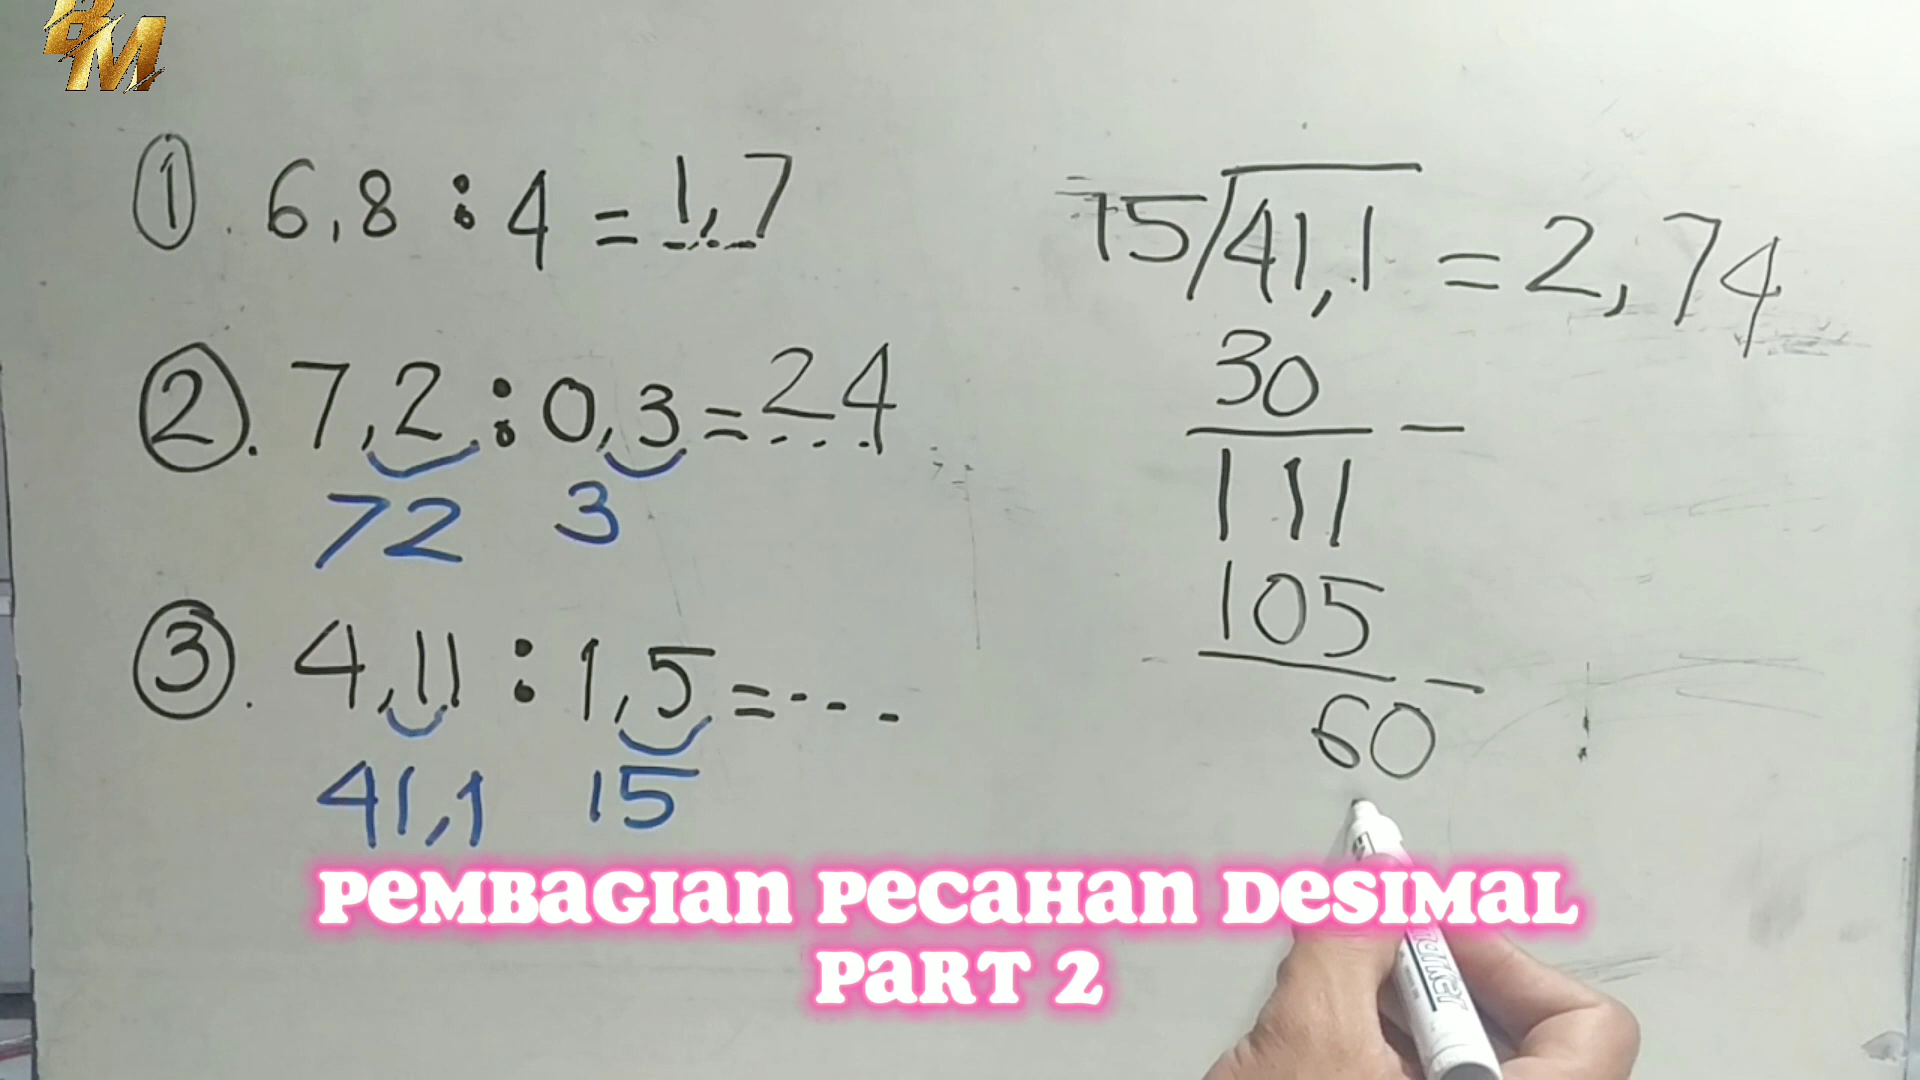 BM
①. 6,8 : 4 = 1,7
②. 7,2 : 0,3 = 24
72 3
③. 4,11 : 1,5 = ...
41,1 15
15/41,1 = 2,74
30
111
105
60
PEMBAGIAN PECAHAN DESIMAL
PART 2